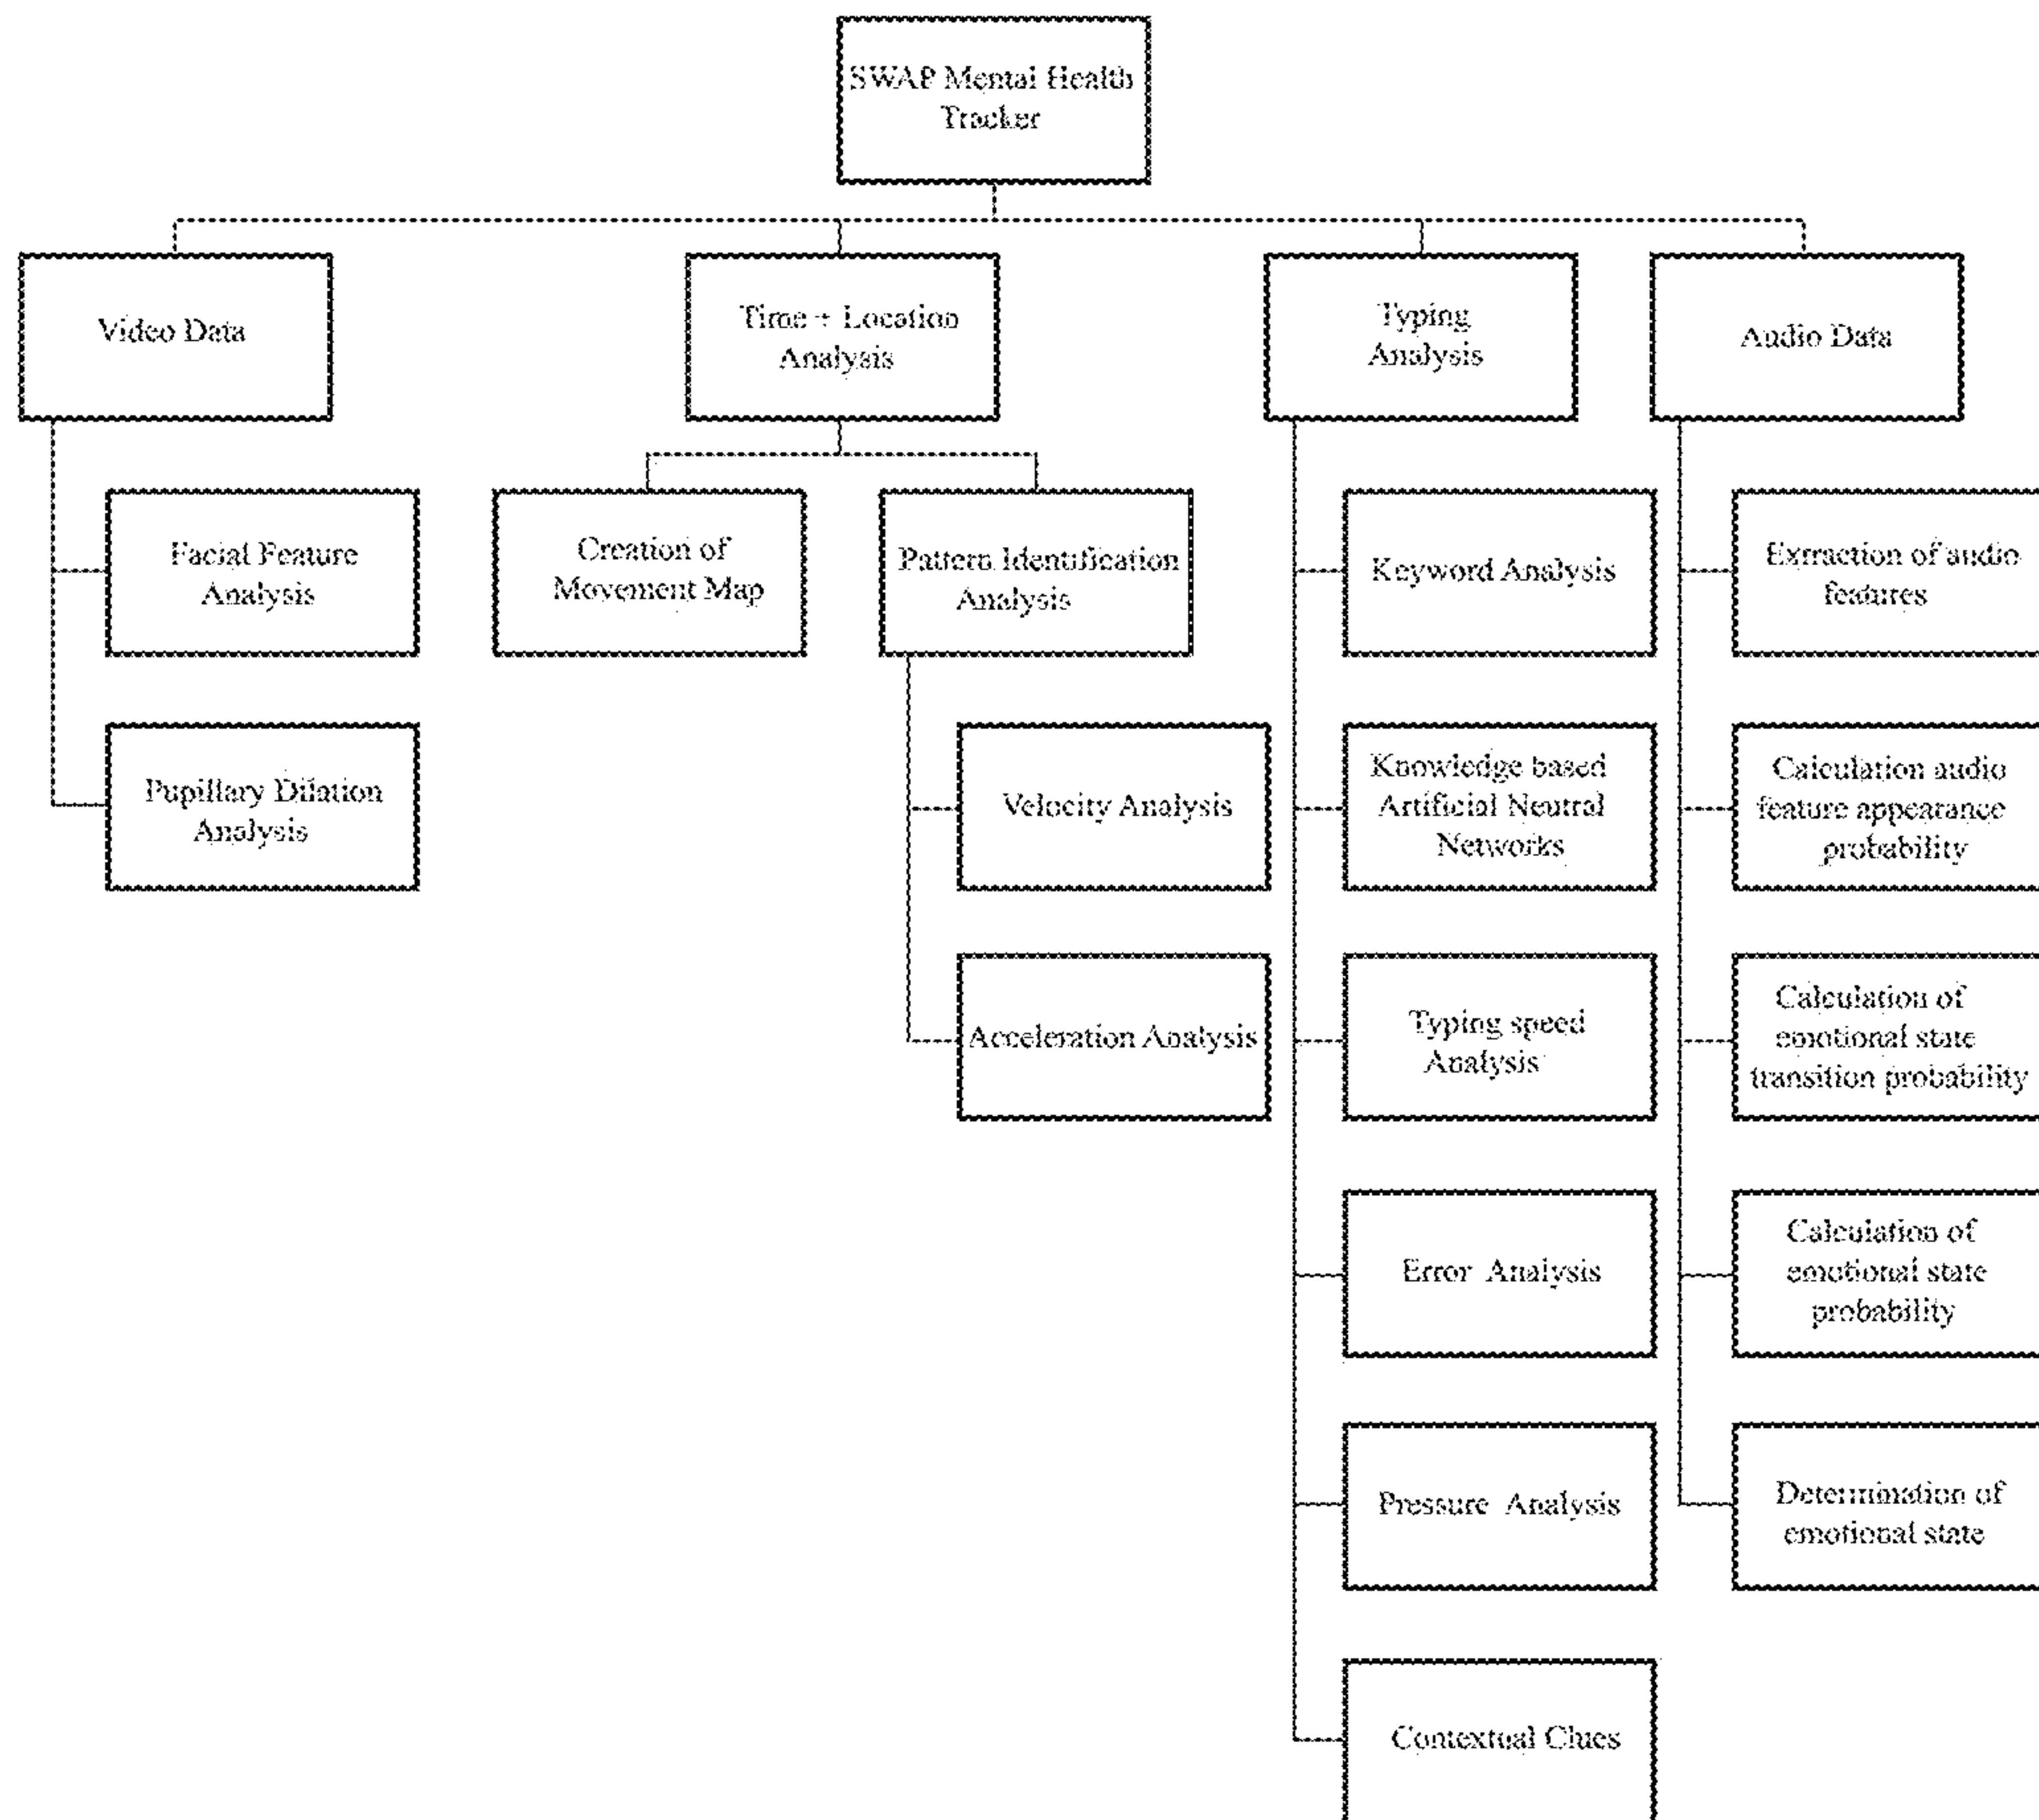 SWAP Mental Health
Tracker
Video Data
Time + Location
Analysis
Typing
Analysis
Audio Data
Facial Feature
Analysis
Creation of
Movement Map
Pattern Identification
Analysis
Keyword Analysis
Extraction of audio
features
Pupillary Dilation
Analysis
Velocity Analysis
Knowledge based
Artificial Neutral
Networks
Calculation audio
feature appearance
probability
Acceleration Analysis
Typing speed
Analysis
Calculation of
emotional state
transition probability
Error Analysis
Calculation of
emotional state
probability
Pressure Analysis
Determination of
emotional state
Contextual Clues